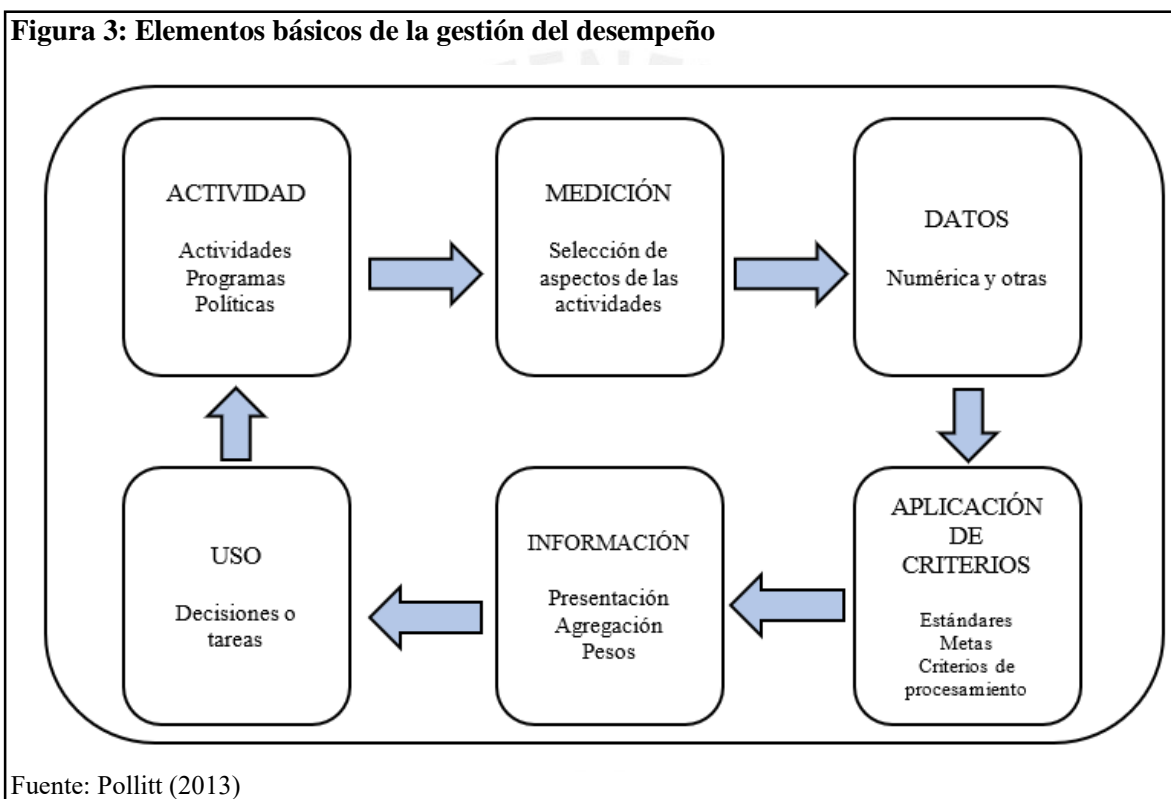 Figura 3: Elementos básicos de la gestión del desempeño
ACTIVIDAD
Actividades
Programas
Políticas
MEDICIÓN
Selección de
aspectos de las
actividades
DATOS
Numérica y otras
APLICACIÓN
DE
CRITERIOS
Estándares
Metas
Criterios de
procesamiento
INFORMACIÓN
Presentación
Agregación
Pesos
USO
Decisiones o
tareas
Fuente: Pollitt (2013)